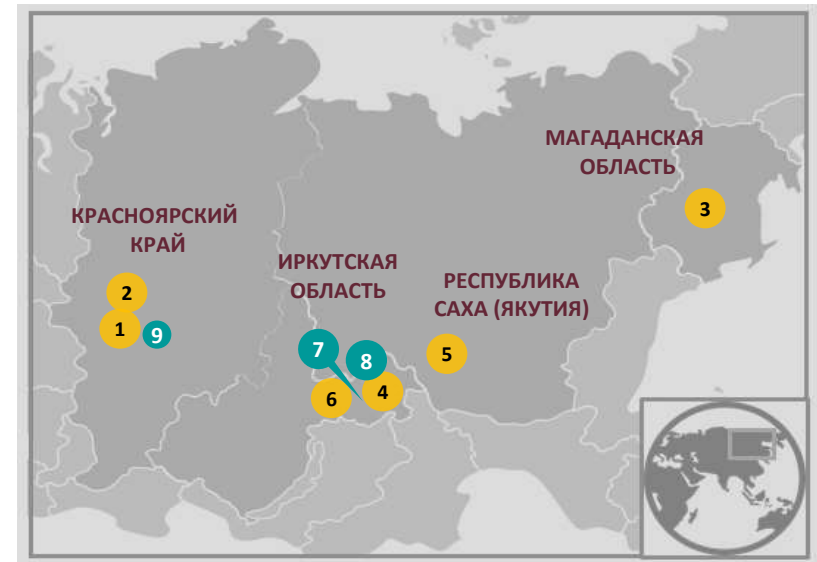 МАГАДАНСКАЯ
ОБЛАСТЬ
3
КРАСНОЯРСКИЙ
КРАЙ
ИРКУТСКАЯ
ОБЛАСТЬ
РЕСПУБЛИКА
САХА (ЯКУТИЯ)
2
1
9
7
8
5
6
4